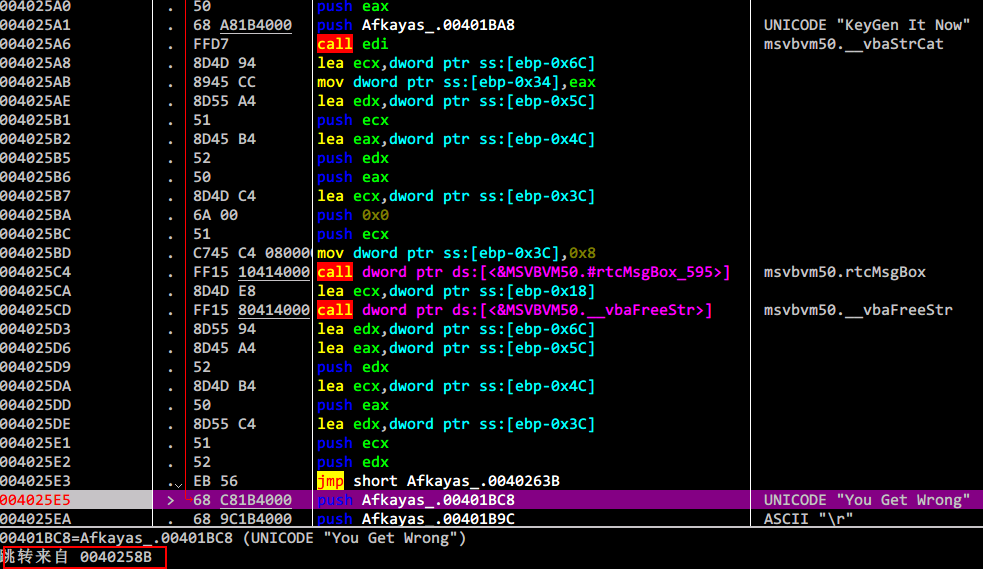 004025A0 . 50 push eax
004025A1 . 68 A81B4000 push Afkayas_.00401BA8 UNICODE "KeyGen It Now"
004025A6 . FFD7 call edi msvbvm50.__vbaStrCat
004025A8 . 8D4D 94 lea ecx,dword ptr ss:[ebp-0x6C]
004025AB . 8945 CC mov dword ptr ss:[ebp-0x34],eax
004025AE . 8D55 A4 lea edx,dword ptr ss:[ebp-0x5C]
004025B1 . 51 push ecx
004025B2 . 8D45 B4 lea eax,dword ptr ss:[ebp-0x4C]
004025B5 . 52 push edx
004025B6 . 50 push eax
004025B7 . 8D4D C4 lea ecx,dword ptr ss:[ebp-0x3C]
004025BA . 6A 00 push 0x0
004025BC . 51 push ecx
004025BD . C745 C4 08000 mov dword ptr ss:[ebp-0x3C],0x8
004025C4 . FF15 10414000 call dword ptr ds:[<&MSVBVM50.#rtcMsgBox_595>] msvbvm50.rtcMsgBox
004025CA . 8D4D E8 lea ecx,dword ptr ss:[ebp-0x18]
004025CD . FF15 80414000 call dword ptr ds:[<&MSVBVM50.__vbaFreeStr>] msvbvm50.__vbaFreeStr
004025D3 . 8D55 94 lea edx,dword ptr ss:[ebp-0x6C]
004025D6 . 8D45 A4 lea eax,dword ptr ss:[ebp-0x5C]
004025D9 . 52 push edx
004025DA . 8D4D B4 lea ecx,dword ptr ss:[ebp-0x4C]
004025DD . 50 push eax
004025DE . 8D55 C4 lea edx,dword ptr ss:[ebp-0x3C]
004025E1 . 51 push ecx
004025E2 . 52 push edx
004025E3 . EB 56 jmp short Afkayas_.0040263B
004025E5 > 68 C81B4000 push Afkayas_.00401BC8 UNICODE "You Get Wrong"
004025EA . 68 9C1B4000 push Afkayas_.00401B9C ASCII "\r"
00401BC8=Afkayas_.00401BC8 (UNICODE "You Get Wrong")
跳转来自 0040258B